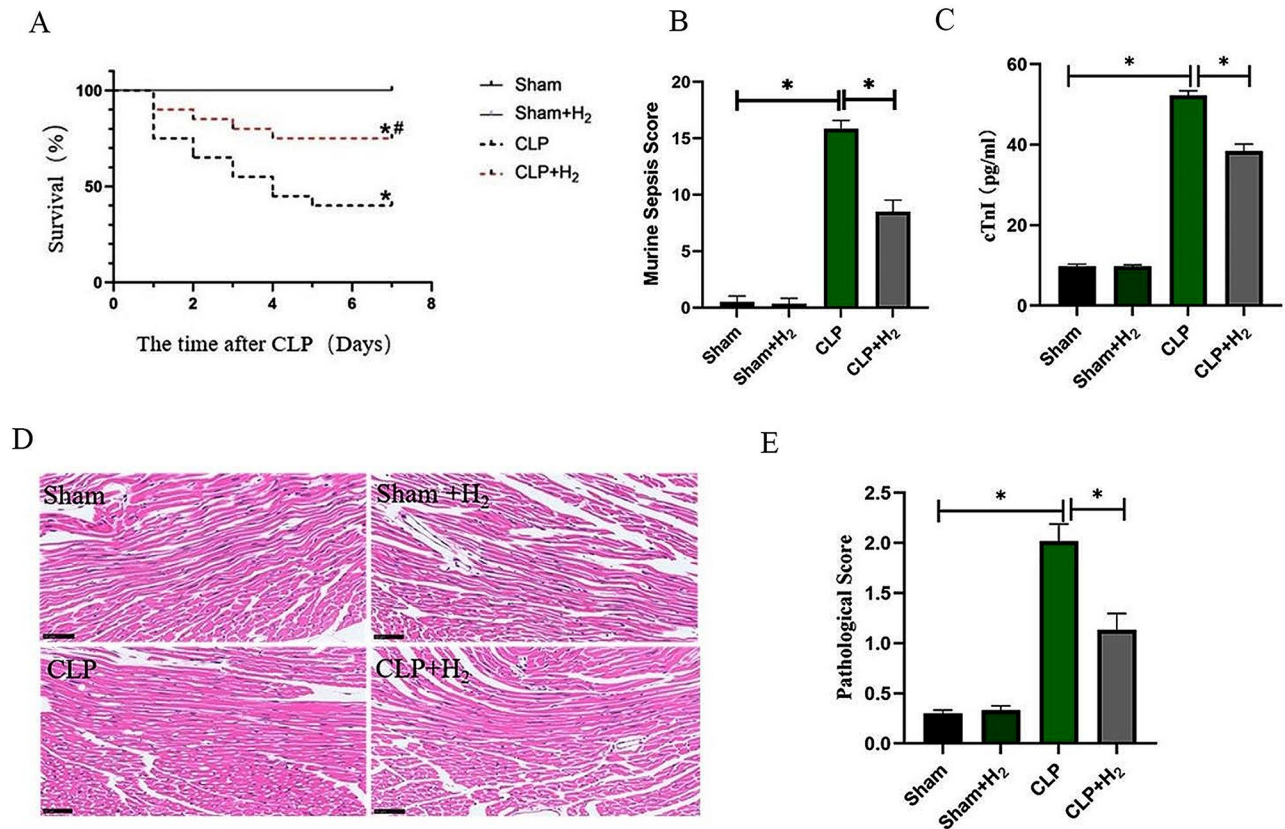 A
Survival (%)
100
50
0
0 2 4 6 8
The time after CLP (Days)
*#
*
Sham
Sham+H2
CLP
CLP+H2
B
Murine Sepsis Score
20
15
10
5
0
* *
Sham
Sham+H2
CLP
CLP+H2
C
cTnI (pg/ml)
60
40
20
0
* *
Sham
Sham+H2
CLP
CLP+H2
D
Sham
Sham +H2
CLP
CLP+H2
E
Pathological Score
2.5
2.0
1.5
1.0
0.5
0.0
* *
Sham
Sham+H2
CLP
CLP+H2